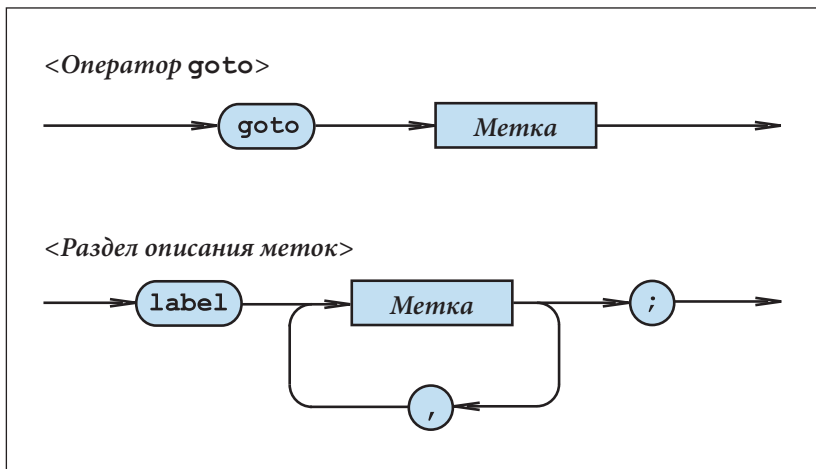 <Оператор goto>
goto Метка
<Раздел описания меток>
label Метка ;
,